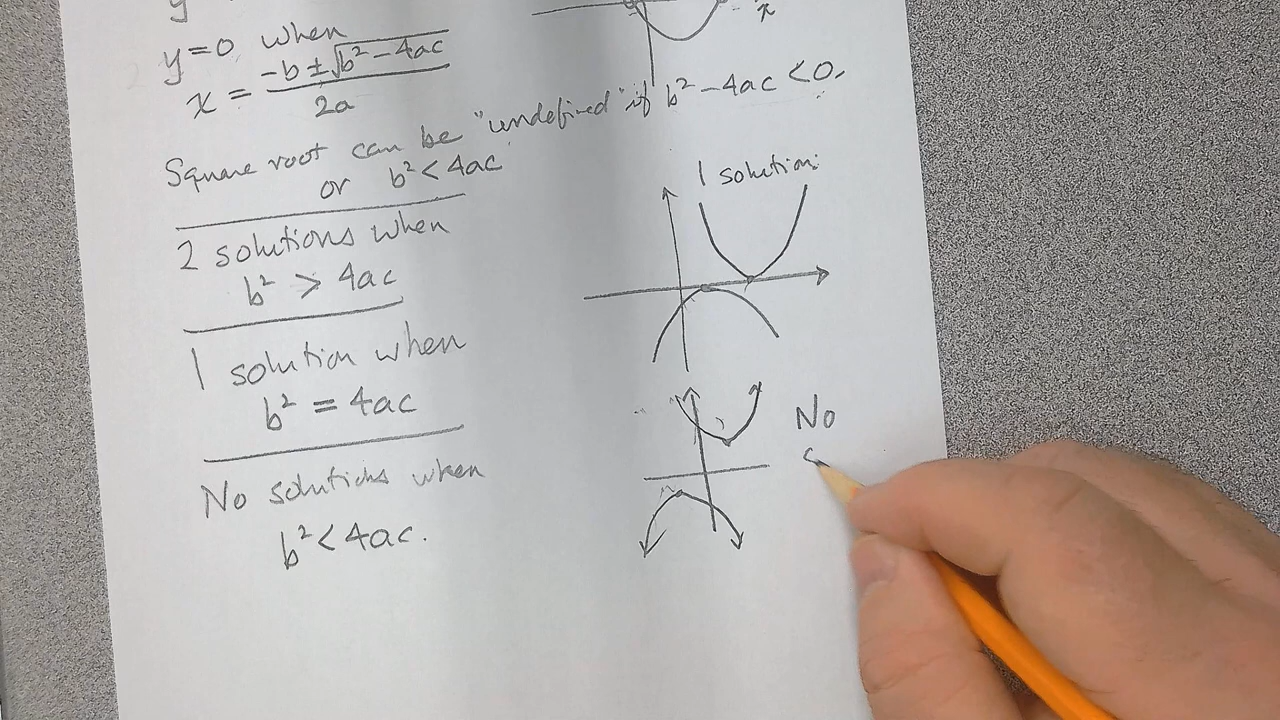 y=0 when
x = -b ± √b² - 4ac / 2a
Square root can be "undefined" if b² - 4ac < 0.
or b² < 4ac
2 solutions when
b² > 4ac
1 solution when
b² = 4ac
No solutions when
b² < 4ac.
x
1 solution:
No